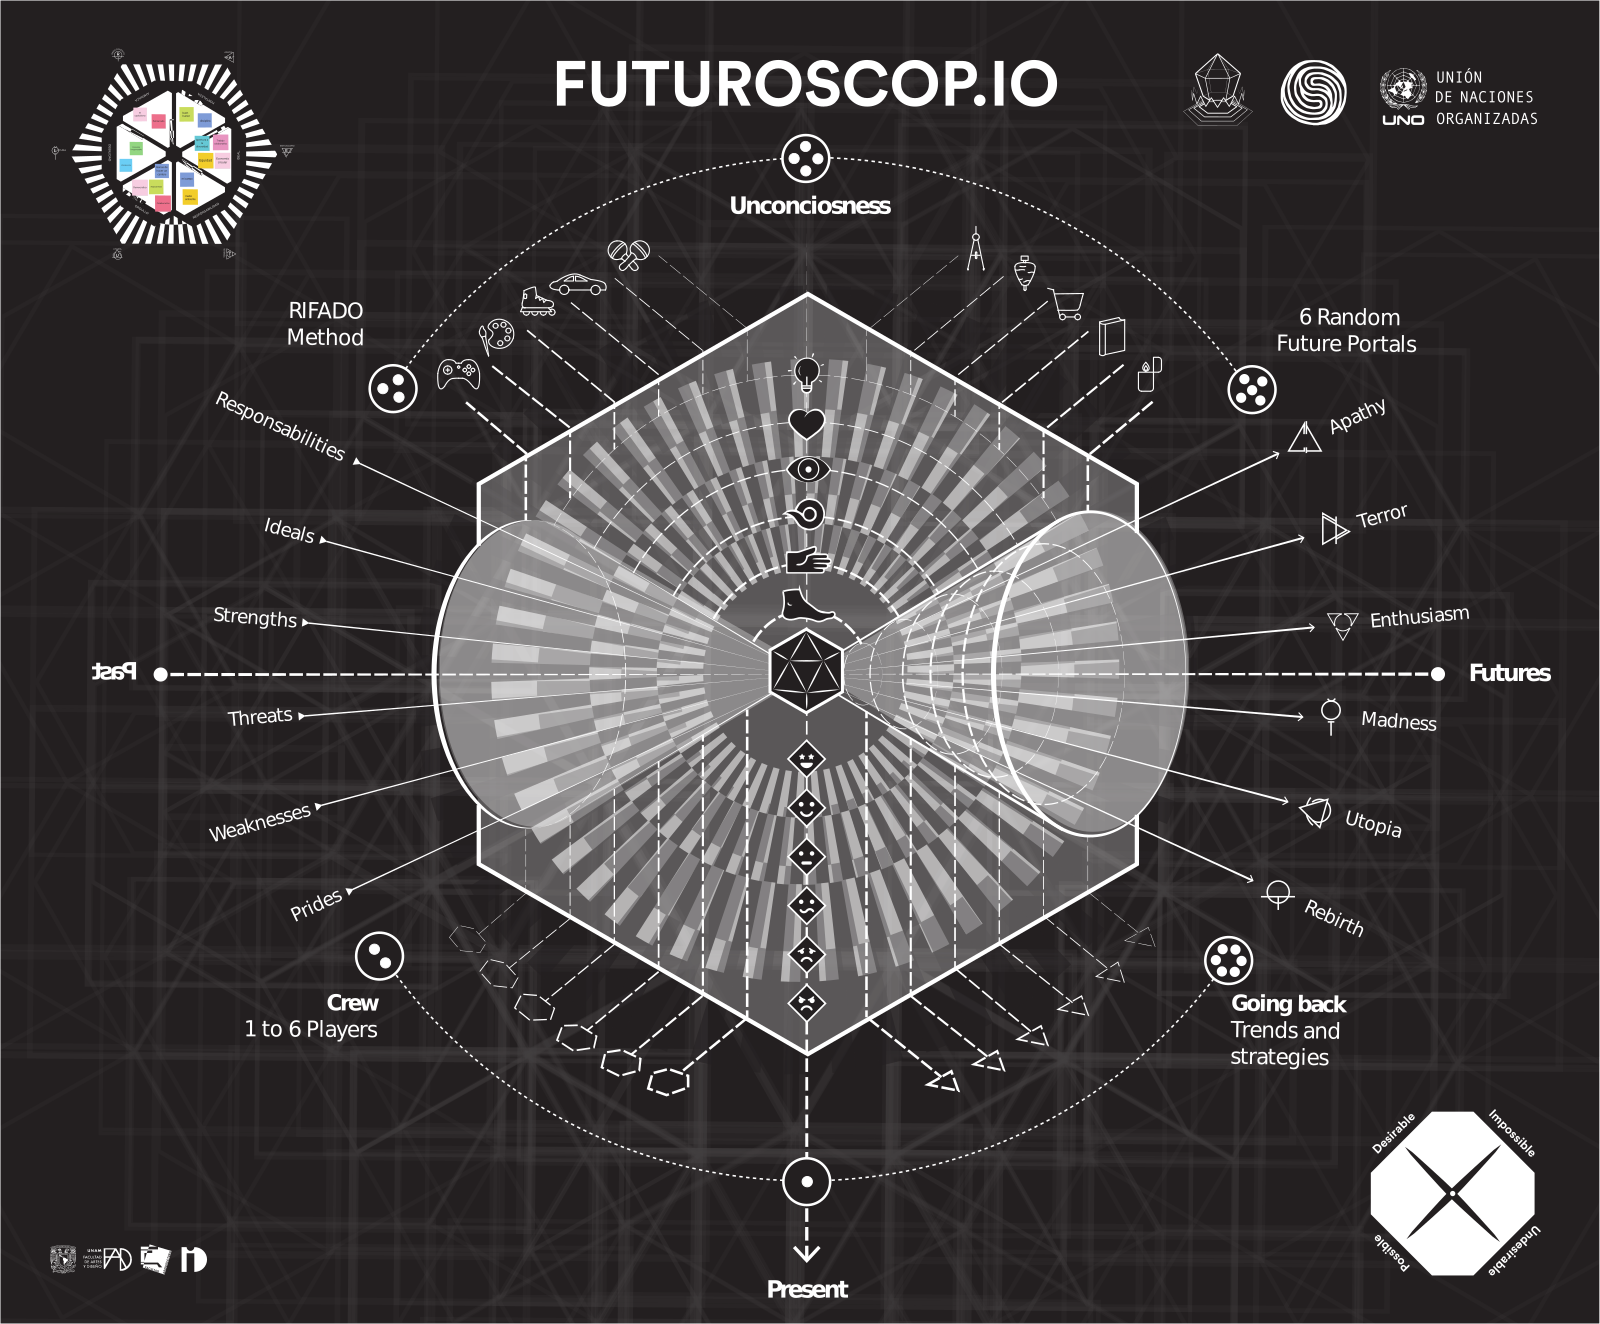 FUTUROSCOP.IO
UNIÓN
DE NACIONES
UNO ORGANIZADAS
Unconciosness
RIFADO
Method
6 Random
Future Portals
Responsabilities
Apathy
Ideals
Terror
Strengths
Enthusiasm
Past
Futures
Threats
Madness
Weaknesses
Utopia
Prides
Rebirth
Crew
1 to 6 Players
Going back
Trends and
strategies
Desirable
Impossible
Possible
Undesirable
UNAM
FACULTAD
DE ARTES
Y DISEÑO
FAD
Present